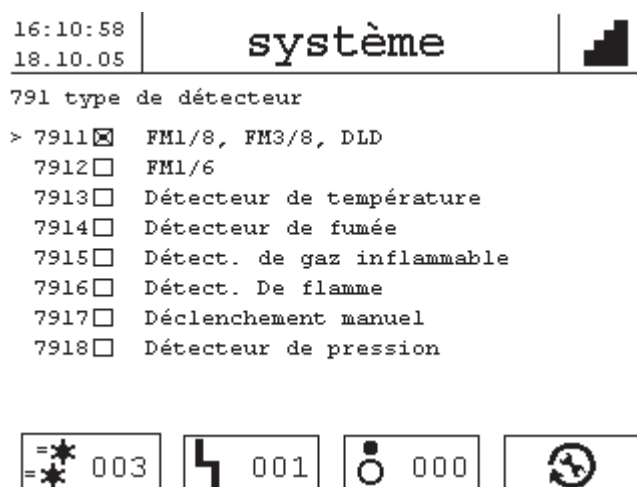 16:10:58
18.10.05
système
791 type de détecteur
> 7911 FM1/8, FM3/8, DLD
7912 FM1/6
7913 Détecteur de température
7914 Détecteur de fumée
7915 Détect. de gaz inflammable
7916 Détect. De flamme
7917 Déclenchement manuel
7918 Détecteur de pression
003
001
000